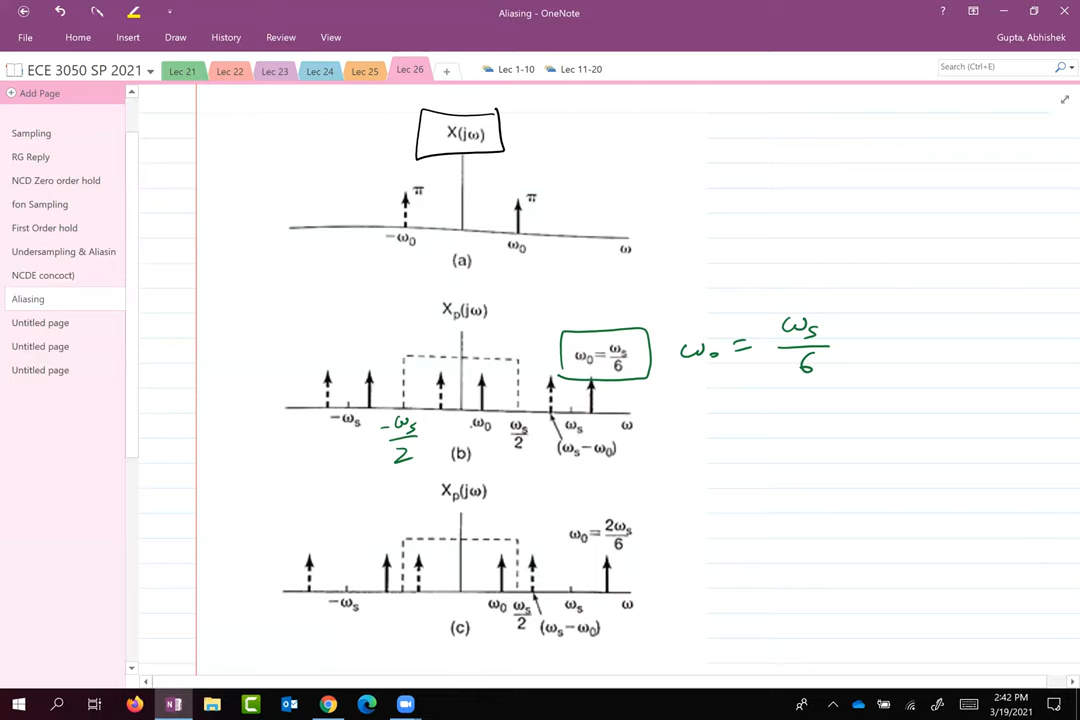 Aliasing - OneNote
File Home Insert Draw History Review View
Gupta, Abhishek
ECE 3050 SP 2021
Lec 21 Lec 22 Lec 23 Lec 24 Lec 25 Lec 26
Lec 1-10 Lec 11-20
Search (Ctrl+E)
Add Page
Sampling
RG Reply
NCD Zero order hold
fon Sampling
First Order hold
Undersampling & Aliasin
NCDE concoct)
Aliasing
Untitled page
Untitled page
Untitled page
X(jω)
π π
-ω₀ ω₀ ω
(a)
Xp(jω)
ω₀ = ωs/6
ω₀ = ωs/6
-ωs -ωs/2 ω₀ ωs/2 ωs ω
(ωs-ω₀)
(b)
Xp(jω)
ω₀ = 2ωs/6
-ωs ω₀ ωs/2 ωs ω
(ωs-ω₀)
(c)
2:42 PM
3/19/2021